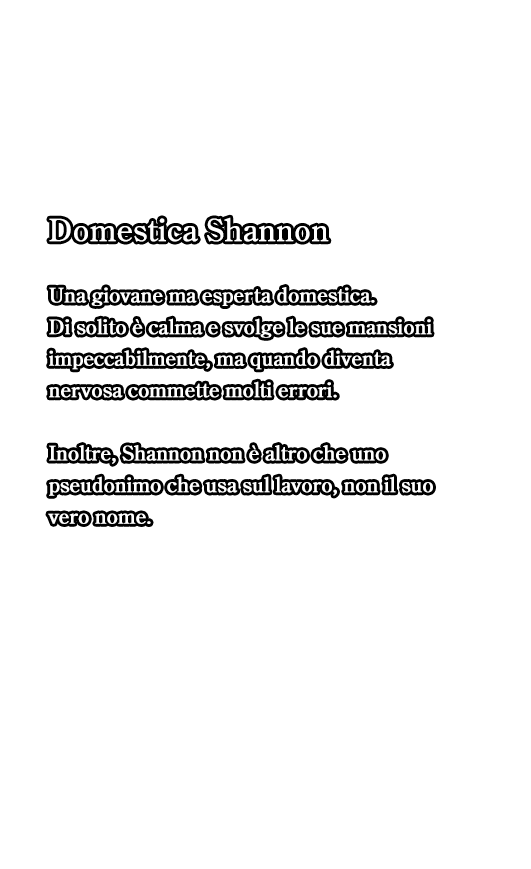 Domestica Shannon
Una giovane ma esperta domestica.
Di solito è calma e svolge le sue mansioni
impeccabilmente, ma quando diventa
nervosa commette molti errori.
Inoltre, Shannon non è altro che uno
pseudonimo che usa sul lavoro, non il suo
vero nome.